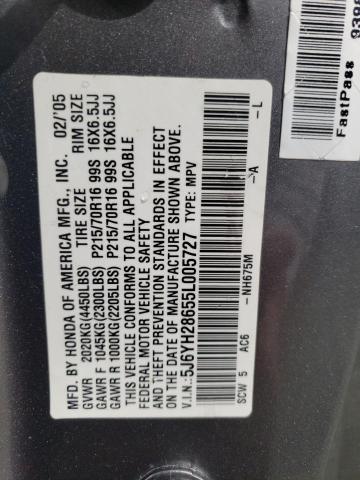 MFD. BY HONDA OF AMERICA MFG., INC. 02/'05
GVWR 2020KG(4450LBS) TIRE SIZE RIM SIZE
GAWR F 1045KG(2300LBS) P215/70R16 99S 16X6.5JJ
GAWR R 1000KG(2205LBS) P215/70R16 99S 16X6.5JJ
THIS VEHICLE CONFORMS TO ALL APPLICABLE
FEDERAL MOTOR VEHICLE SAFETY
AND THEFT PREVENTION STANDARDS IN EFFECT
ON THE DATE OF MANUFACTURE SHOWN ABOVE.
V.I.N.:5J6YH28655L005727 TYPE: MPV
SCW 5 AC6 -NH675M -A -L
FastPass